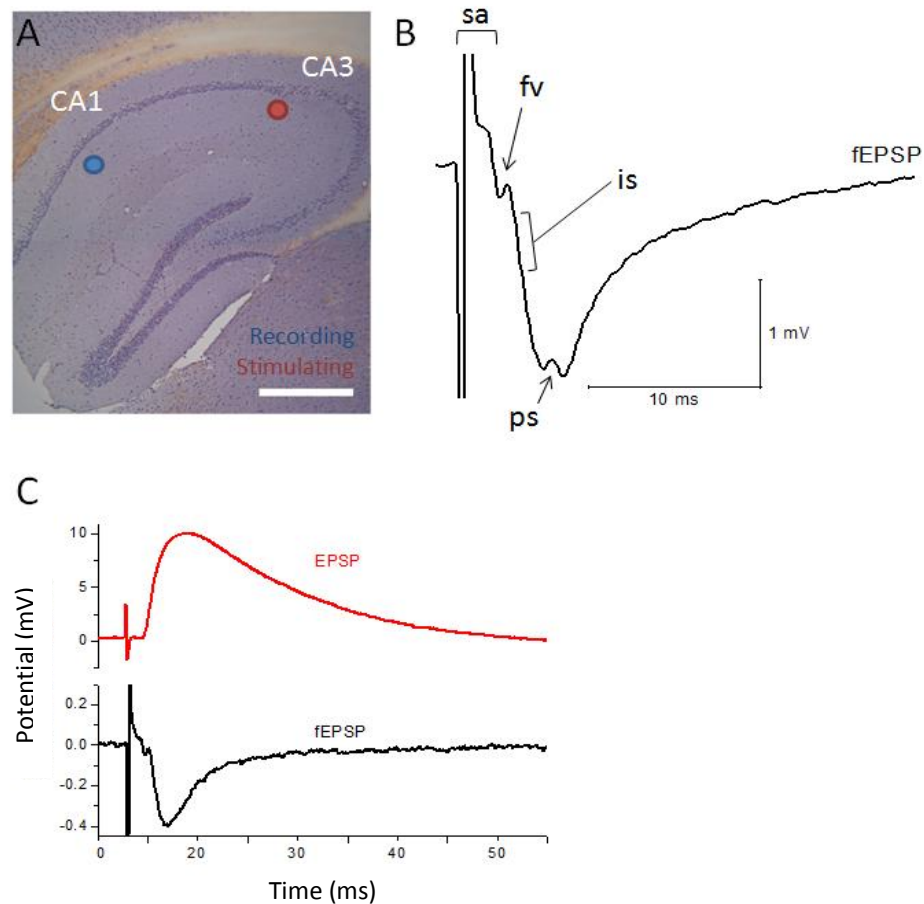 A
CA3
CA1
Recording
Stimulating
B
sa
fv
is
fEPSP
1 mV
10 ms
ps
C
Potential (mV)
10
5
0
EPSP
0.2
0.0
-0.2
-0.4
fEPSP
0 20 30 40 50
Time (ms)